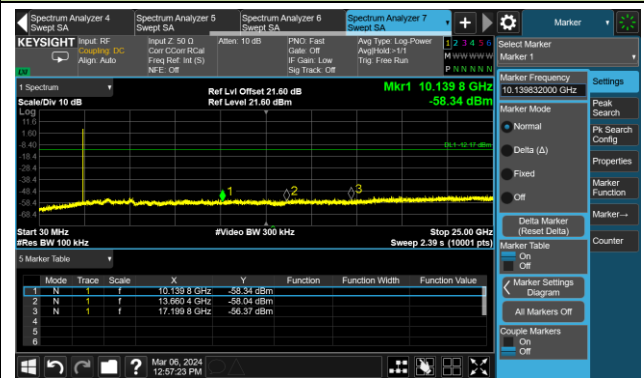 Spectrum Analyzer 4 Swept SA
Spectrum Analyzer 5 Swept SA
Spectrum Analyzer 6 Swept SA
Spectrum Analyzer 7 Swept SA
Marker
KEYSIGHT
Input: RF
Coupling: DC
Align: Auto
Input Z: 50 Ω
Corr CCorr RCal
Freq Ref: Int (S)
NFE: Off
Atten: 10 dB
PNO: Fast
Gate: Off
IF Gain: Low
Sig Track: Off
Avg Type: Log-Power
Avg|Hold:>1/1
Trig: Free Run
1 2 3 4 5 6
M W W W W W
P N N N N N
LXI
Select Marker
Marker 1
1 Spectrum
Scale/Div 10 dB
Ref Lvl Offset 21.60 dB
Ref Level 21.60 dBm
Mkr1 10.139 8 GHz
-58.34 dBm
Log
11.6
1.60
-8.40
-18.4
-28.4
-38.4
-48.4
-58.4
-68.4
DL1 -12.17 dBm
1
2
3
Start 30 MHz
#Video BW 300 kHz
Stop 25.00 GHz
#Res BW 100 kHz
Sweep 2.39 s (10001 pts)
5 Marker Table
Mode Trace Scale X Y Function Function Width Function Value
1 N 1 f 10.139 8 GHz -58.34 dBm
2 N 1 f 13.660 4 GHz -58.04 dBm
3 N 1 f 17.199 8 GHz -56.37 dBm
4
5
6
Marker Frequency
10.139832000 GHz
Marker Mode
Normal
Delta (Δ)
Fixed
Off
Delta Marker
(Reset Delta)
Marker Table
On
Off
Marker Settings
Diagram
All Markers Off
Couple Markers
On
Off
Settings
Peak
Search
Pk Search
Config
Properties
Marker
Function
Marker→
Counter
Mar 06, 2024
12:57:23 PM